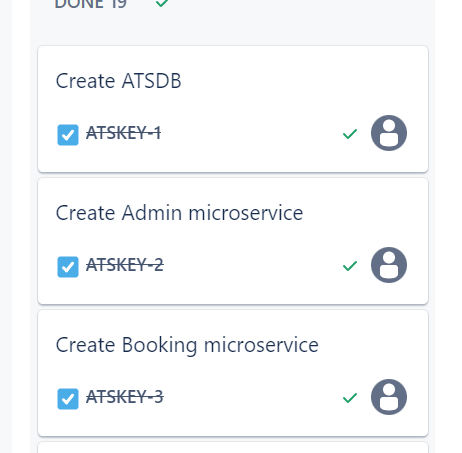 DONE 19
Create ATSDB
ATSKEY-1
Create Admin microservice
ATSKEY-2
Create Booking microservice
ATSKEY-3